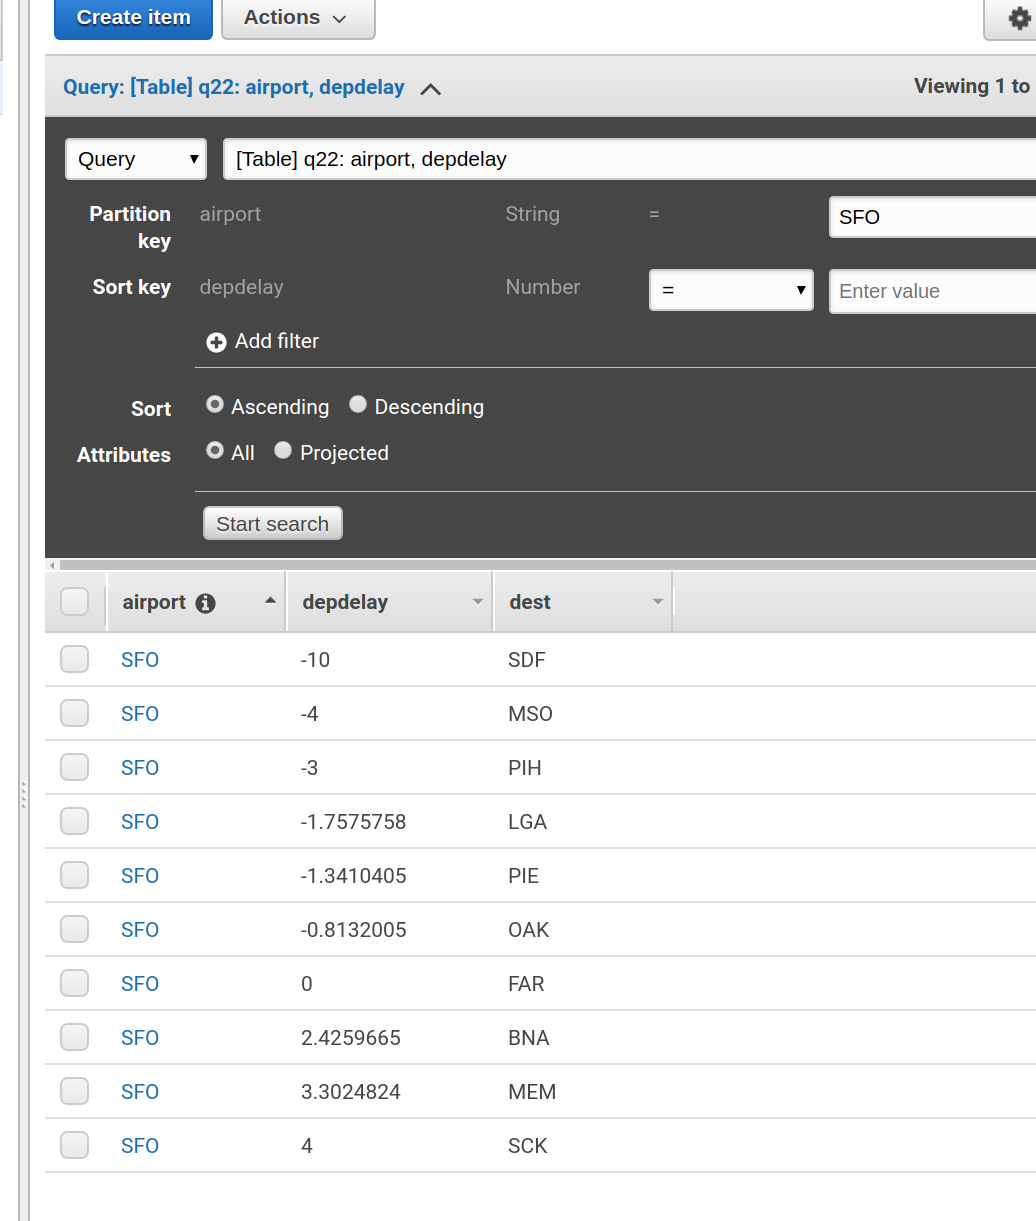 Create item Actions
Query: [Table] q22: airport, depdelay Viewing 1 to
Query [Table] q22: airport, depdelay
Partition key airport String = SFO
Sort key depdelay Number = Enter value
Add filter
Sort Ascending Descending
Attributes All Projected
Start search
airport depdelay dest
SFO -10 SDF
SFO -4 MSO
SFO -3 PIH
SFO -1.7575758 LGA
SFO -1.3410405 PIE
SFO -0.8132005 OAK
SFO 0 FAR
SFO 2.4259665 BNA
SFO 3.3024824 MEM
SFO 4 SCK